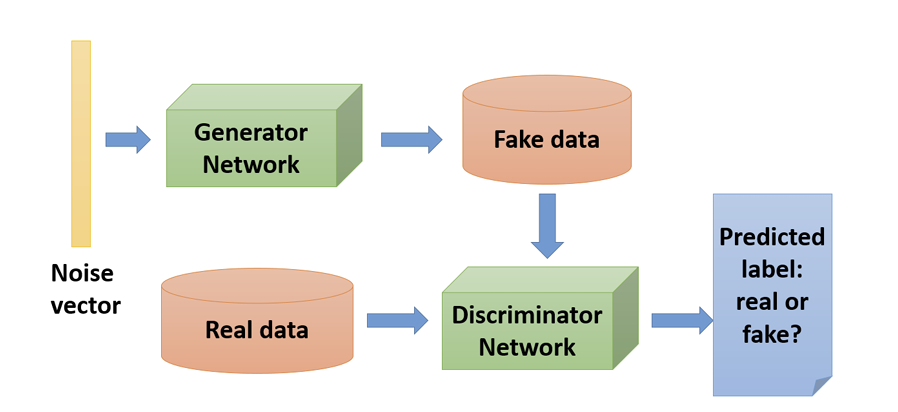 Generator
Network
Fake data
Noise
vector
Real data
Discriminator
Network
Predicted
label:
real or
fake?